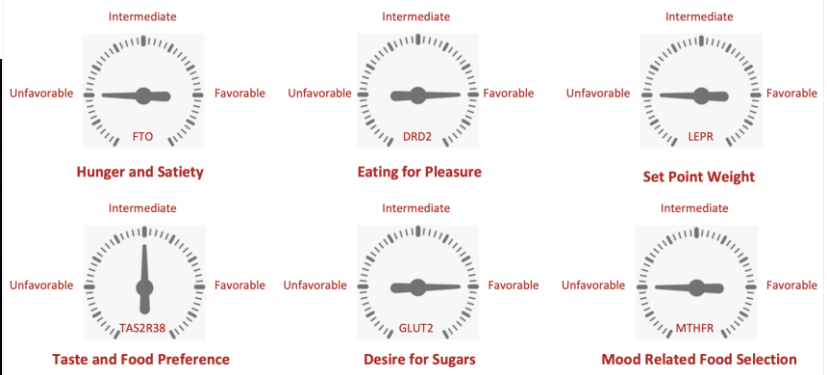 Intermediate
Intermediate
Intermediate
Unfavorable
Favorable
Unfavorable
Favorable
Unfavorable
Favorable
FTO
DRD2
LEPR
Hunger and Satiety
Eating for Pleasure
Set Point Weight
Intermediate
Intermediate
Intermediate
Unfavorable
Favorable
Unfavorable
Favorable
Unfavorable
Favorable
TAS2R38
GLUT2
MTHFR
Taste and Food Preference
Desire for Sugars
Mood Related Food Selection